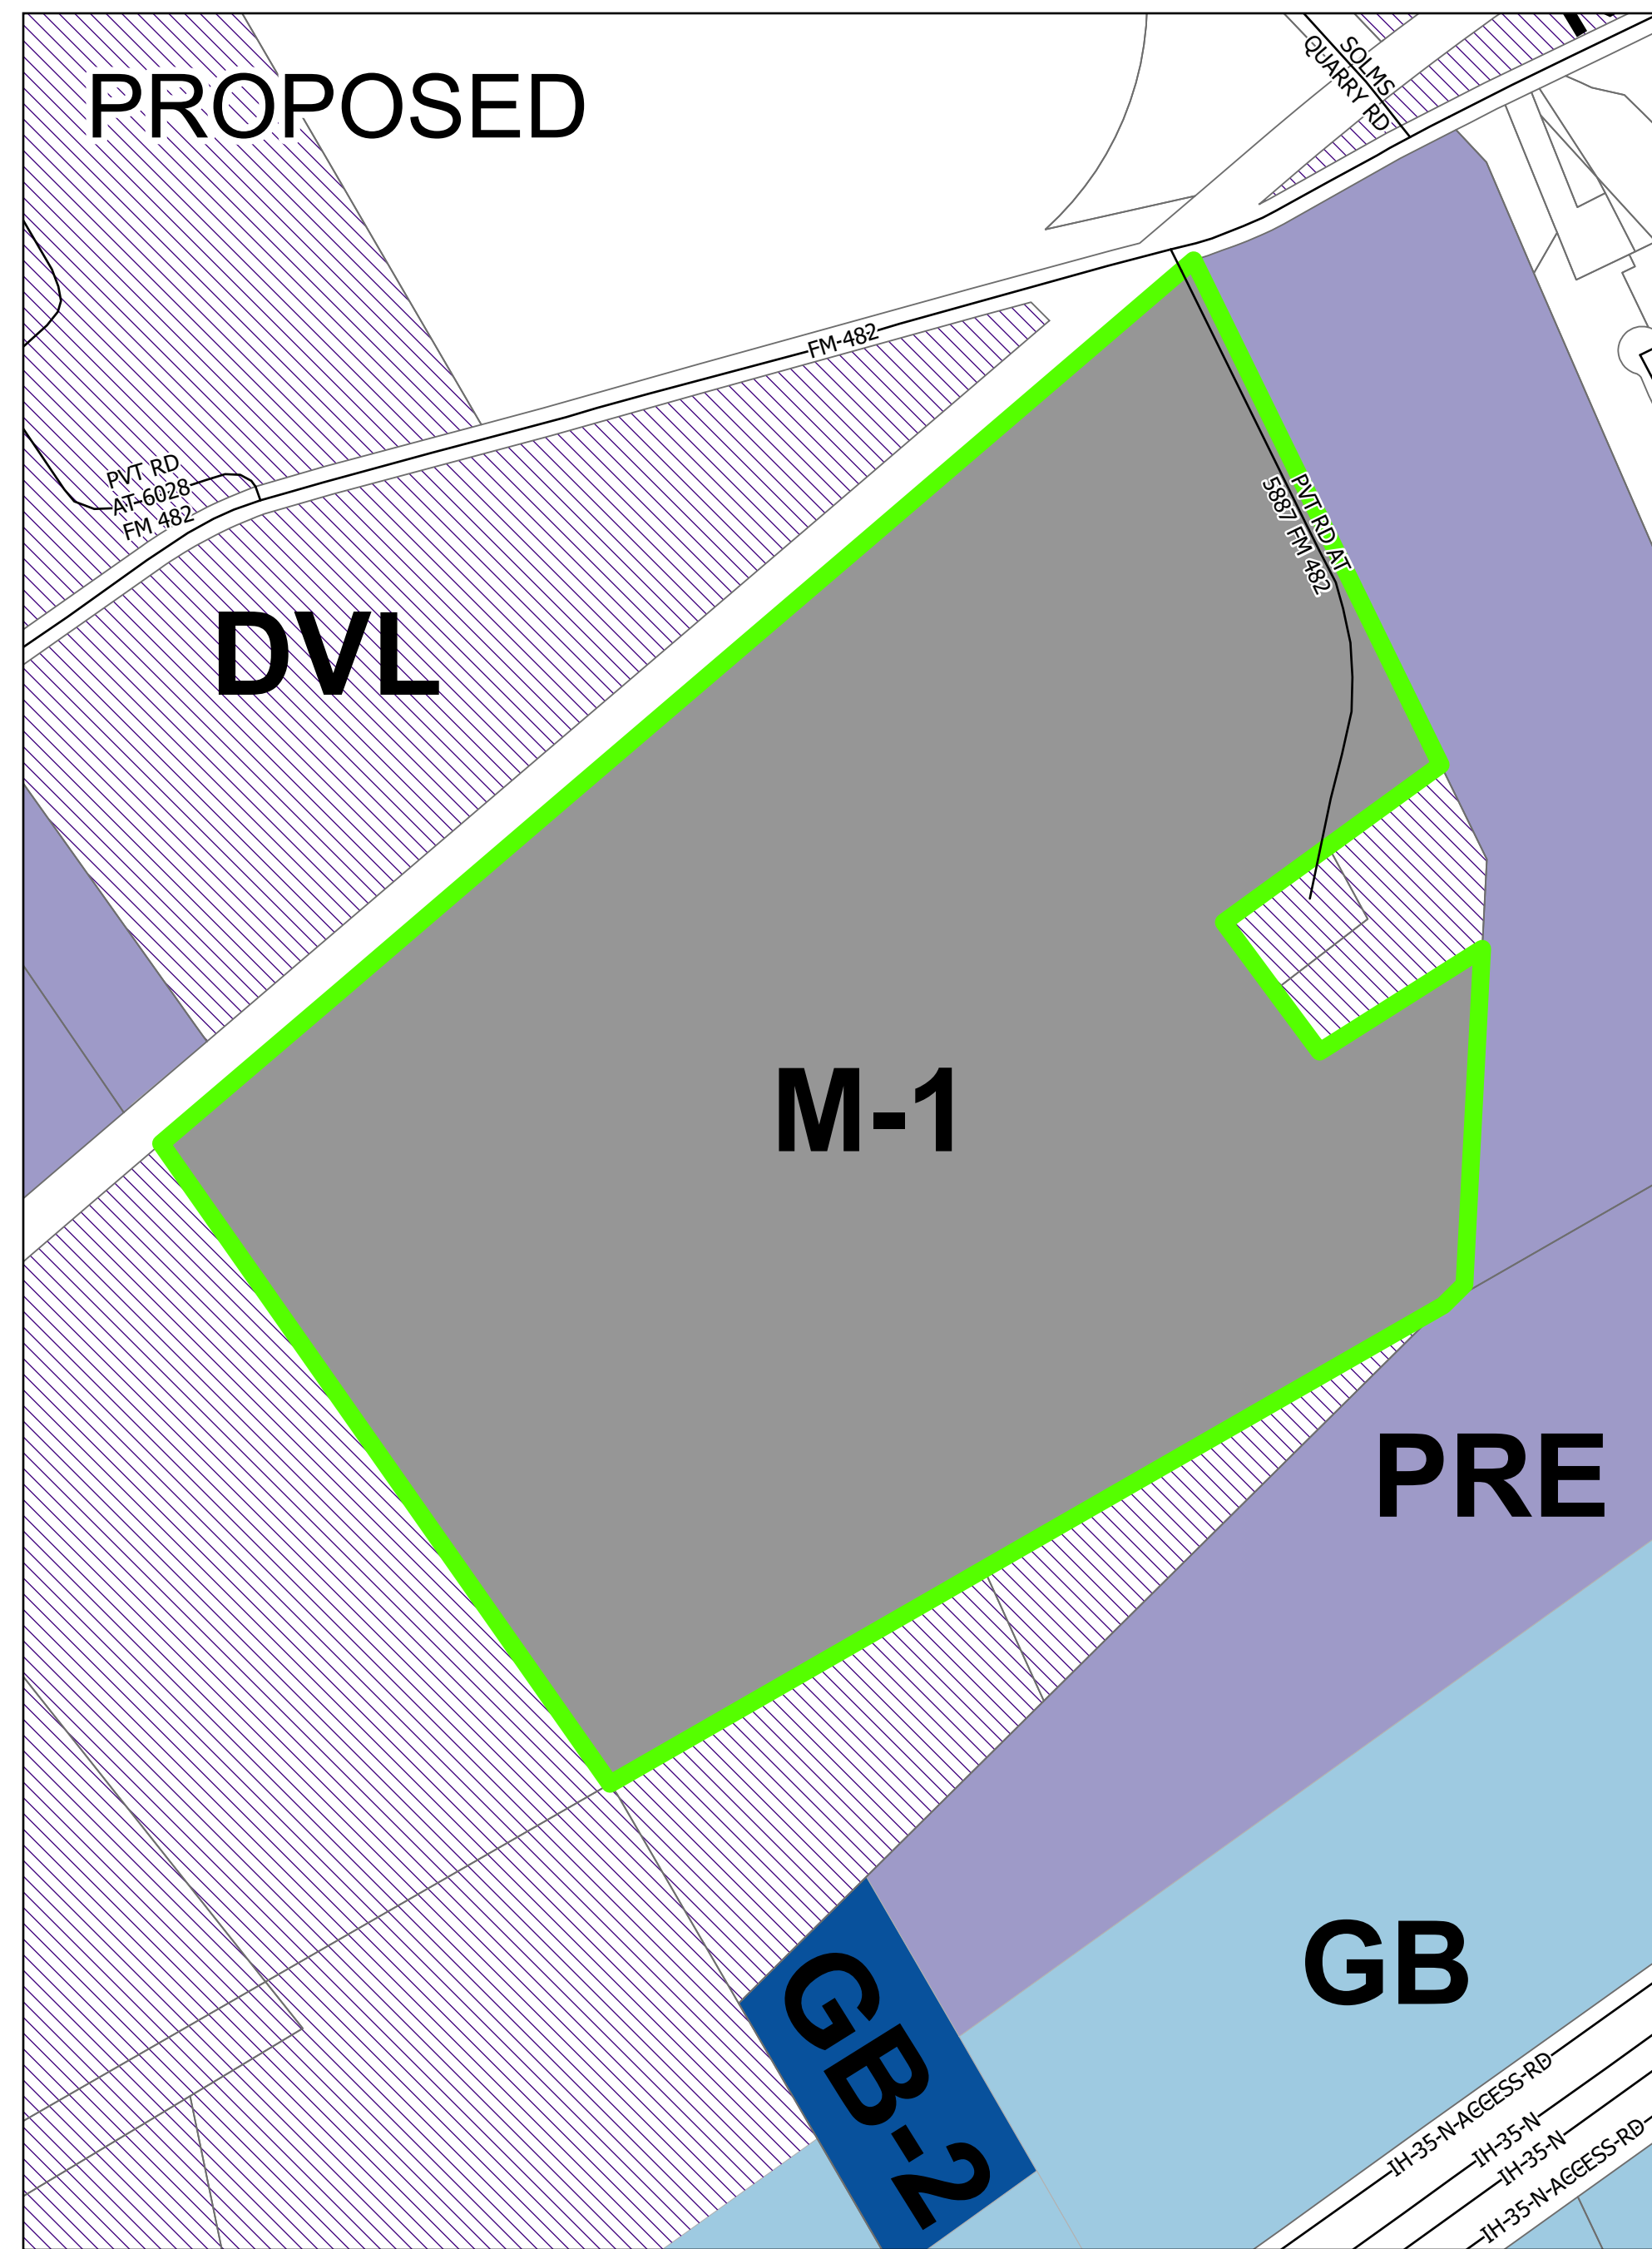 PROPOSED
SOLMS
QUARRY RD
FM-482
PVT RD
AT-6028
FM 482
PVT RD AT
5887 FM 482
DVL
M-1
PRE
GB
GB-2
IH-35-N-ACCESS-RD
IH-35-N
IH-35-N
IH-35-N-ACCESS-RD